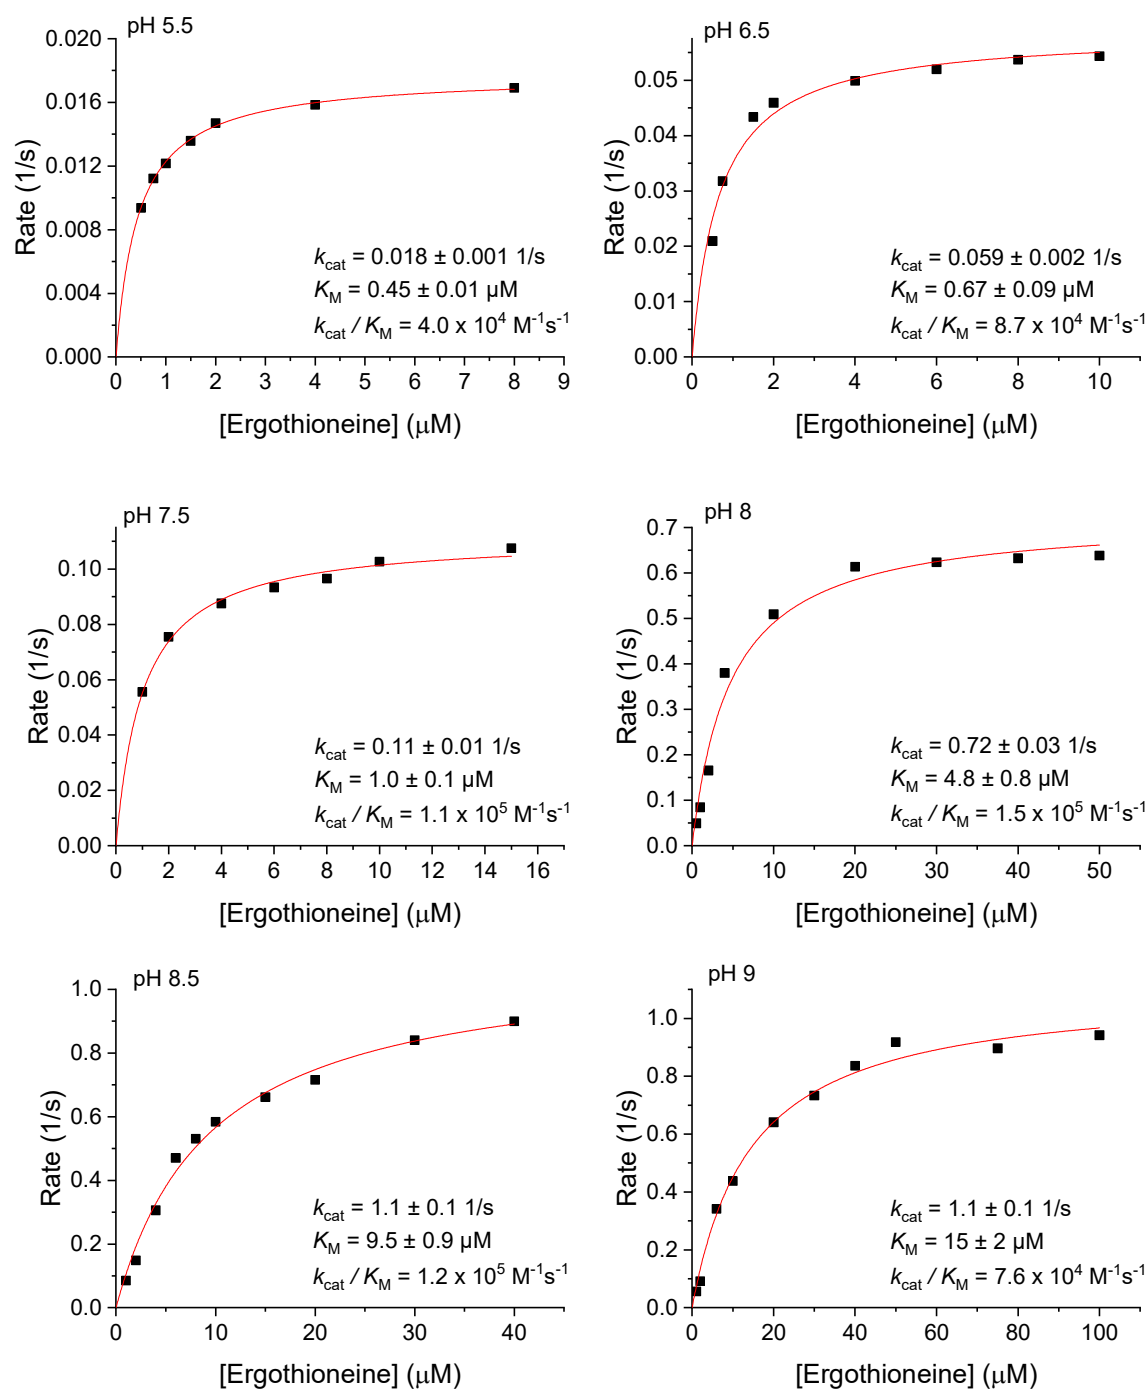 pH 5.5
0.020
0.016
0.012
0.008
0.004
0.000
Rate (1/s)
kcat = 0.018 ± 0.001 1/s
KM = 0.45 ± 0.01 µM
kcat / KM = 4.0 x 10⁴ M⁻¹s⁻¹
0 1 2 3 4 5 6 7 8 9
[Ergothioneine] (µM)
pH 6.5
0.05
0.04
0.03
0.02
0.01
0.00
Rate (1/s)
kcat = 0.059 ± 0.002 1/s
KM = 0.67 ± 0.09 µM
kcat / KM = 8.7 x 10⁴ M⁻¹s⁻¹
0 2 4 6 8 10
[Ergothioneine] (µM)
pH 7.5
0.10
0.08
0.06
0.04
0.02
0.00
Rate (1/s)
kcat = 0.11 ± 0.01 1/s
KM = 1.0 ± 0.1 µM
kcat / KM = 1.1 x 10⁵ M⁻¹s⁻¹
0 2 4 6 8 10 12 14 16
[Ergothioneine] (µM)
pH 8
0.7
0.6
0.5
0.4
0.3
0.2
0.1
0.0
Rate (1/s)
kcat = 0.72 ± 0.03 1/s
KM = 4.8 ± 0.8 µM
kcat / KM = 1.5 x 10⁵ M⁻¹s⁻¹
0 10 20 30 40 50
[Ergothioneine] (µM)
pH 8.5
1.0
0.8
0.6
0.4
0.2
0.0
Rate (1/s)
kcat = 1.1 ± 0.1 1/s
KM = 9.5 ± 0.9 µM
kcat / KM = 1.2 x 10⁵ M⁻¹s⁻¹
0 10 20 30 40
[Ergothioneine] (µM)
pH 9
1.0
0.8
0.6
0.4
0.2
0.0
Rate (1/s)
kcat = 1.1 ± 0.1 1/s
KM = 15 ± 2 µM
kcat / KM = 7.6 x 10⁴ M⁻¹s⁻¹
0 20 40 60 80 100
[Ergothioneine] (µM)